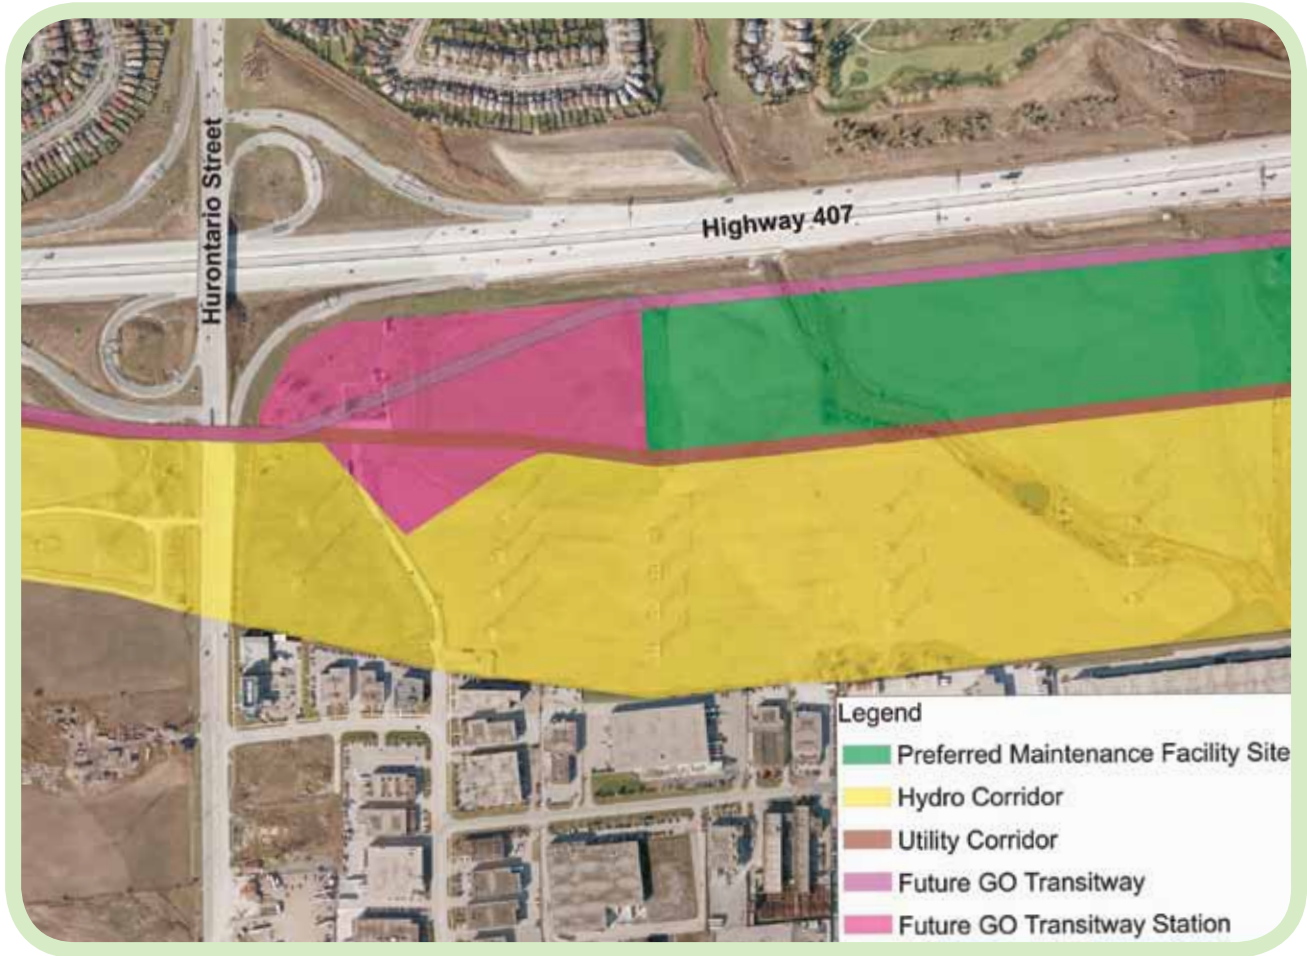 Hurontario Street
Highway 407
Legend
Preferred Maintenance Facility Site
Hydro Corridor
Utility Corridor
Future GO Transitway
Future GO Transitway Station